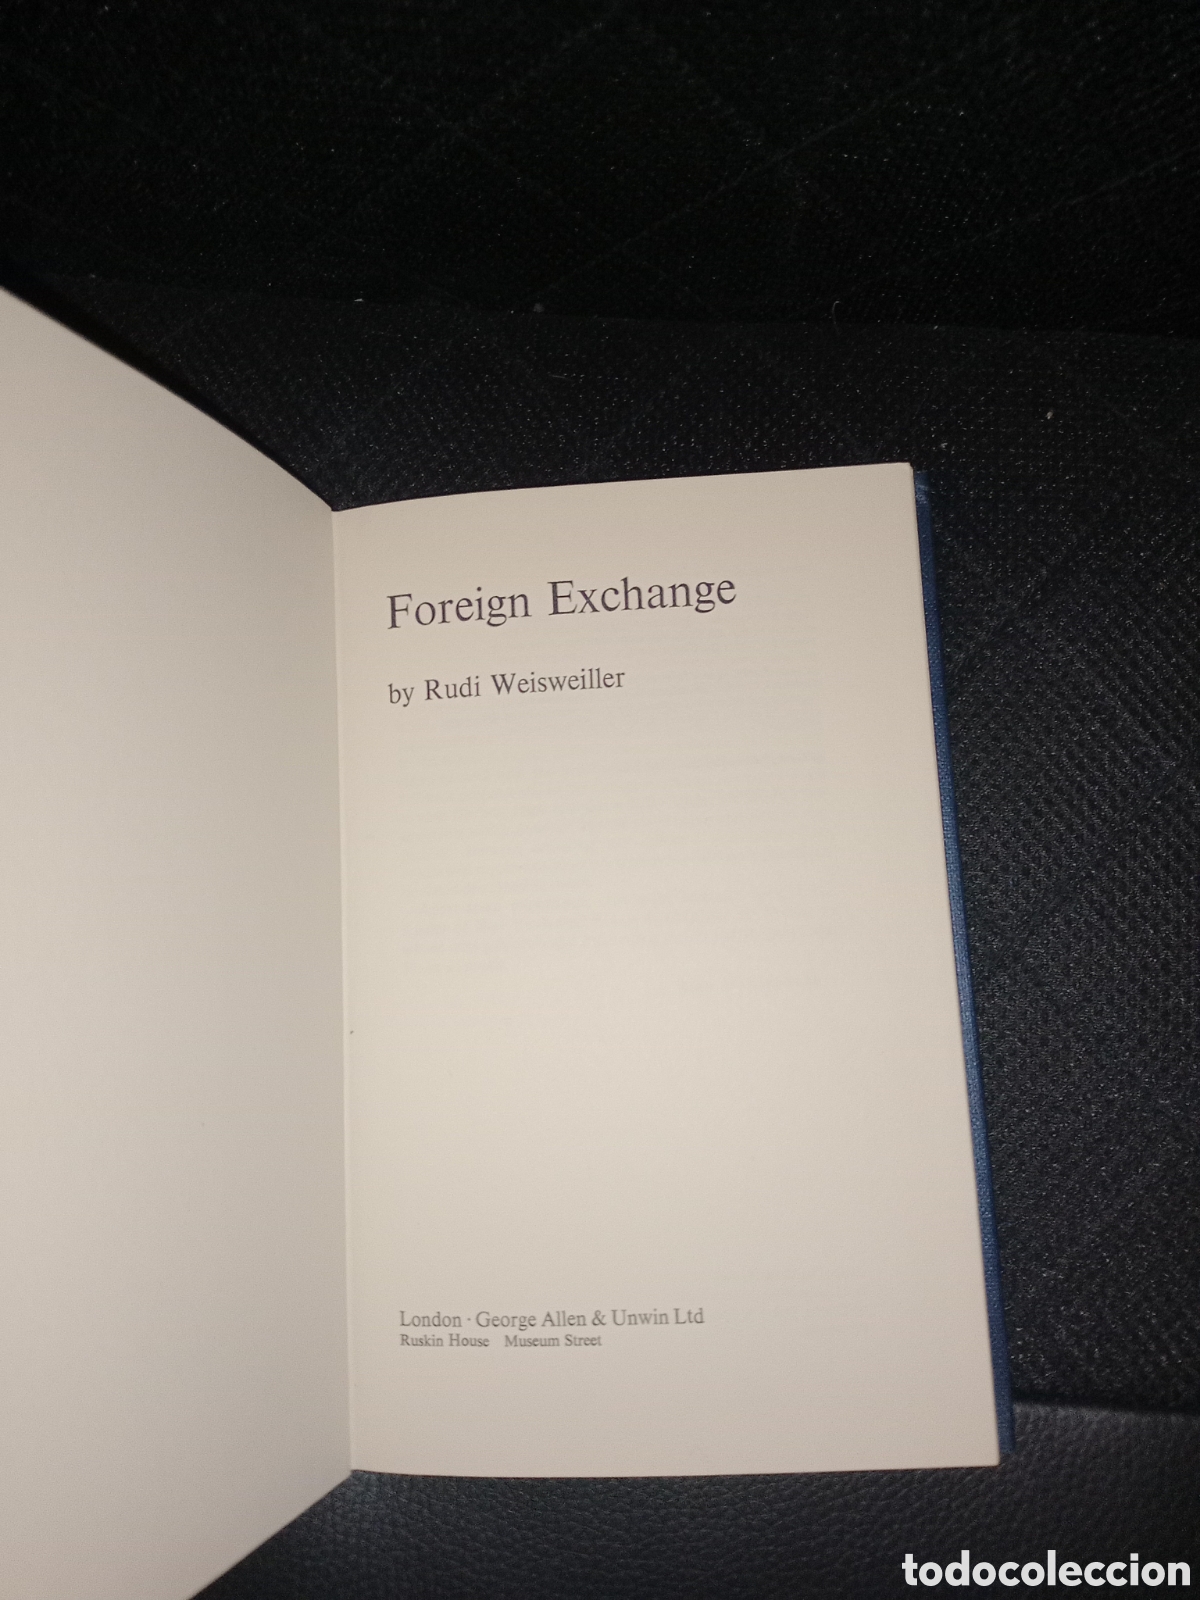 Foreign Exchange
by Rudi Weisweiller
London · George Allen & Unwin Ltd
Ruskin House Museum Street
todocoleccion